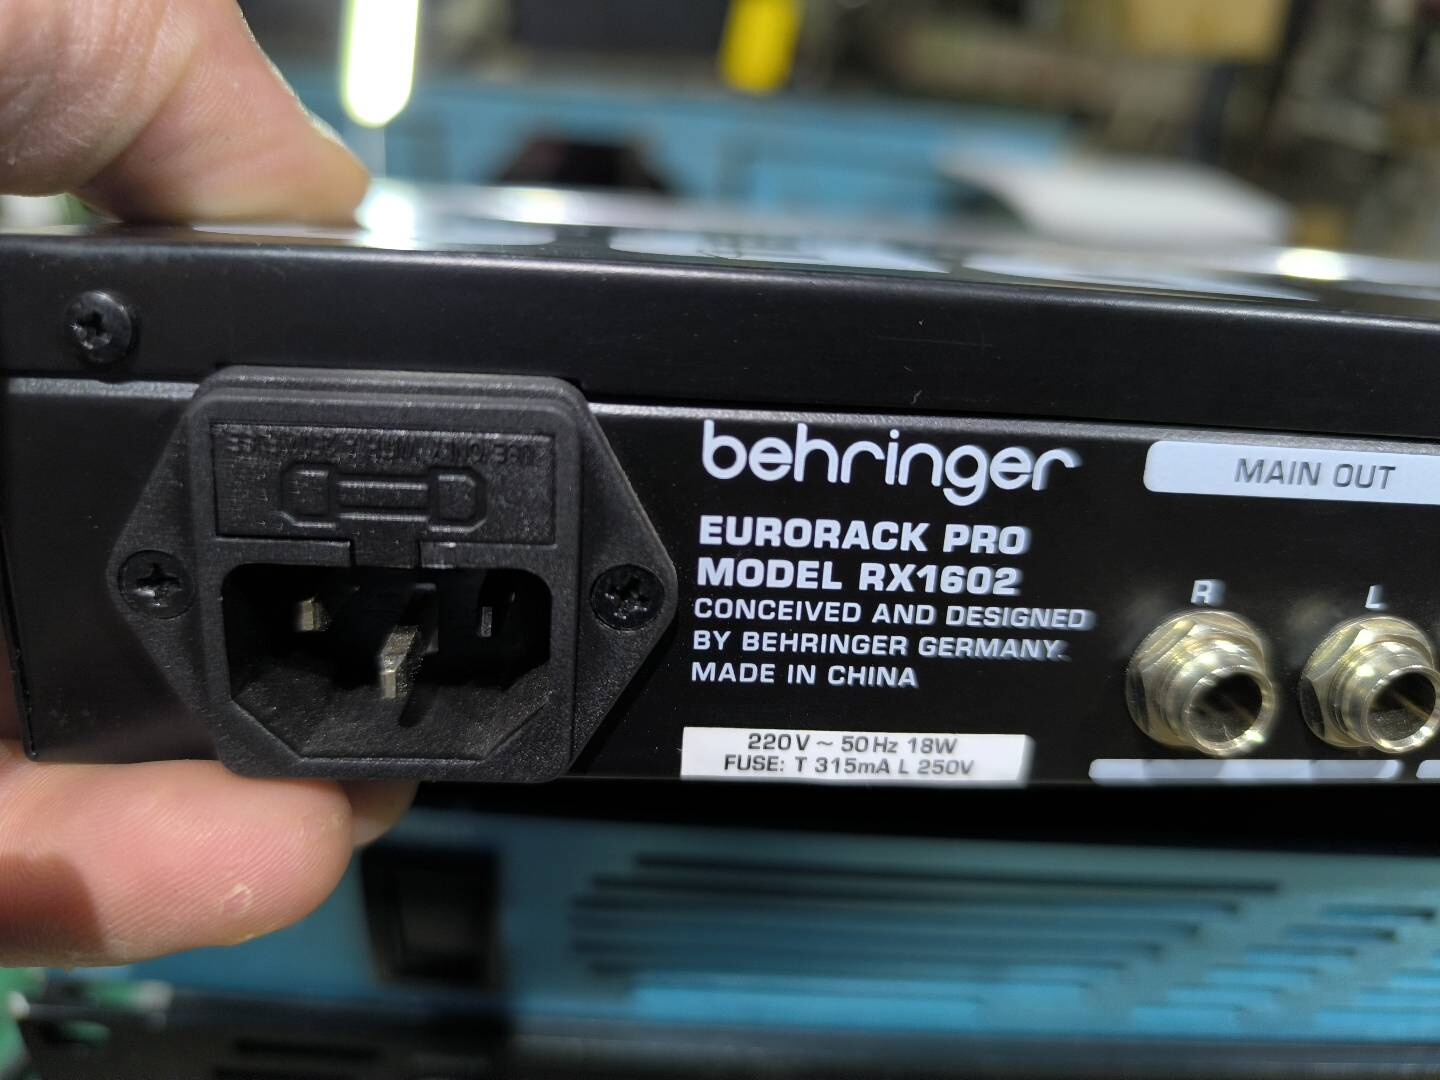 behringer
EURORACK PRO
MODEL RX1602
CONCEIVED AND DESIGNED
BY BEHRINGER GERMANY.
MADE IN CHINA
220V ~ 50Hz 18W
FUSE: T 315mA L 250V
MAIN OUT
R
L